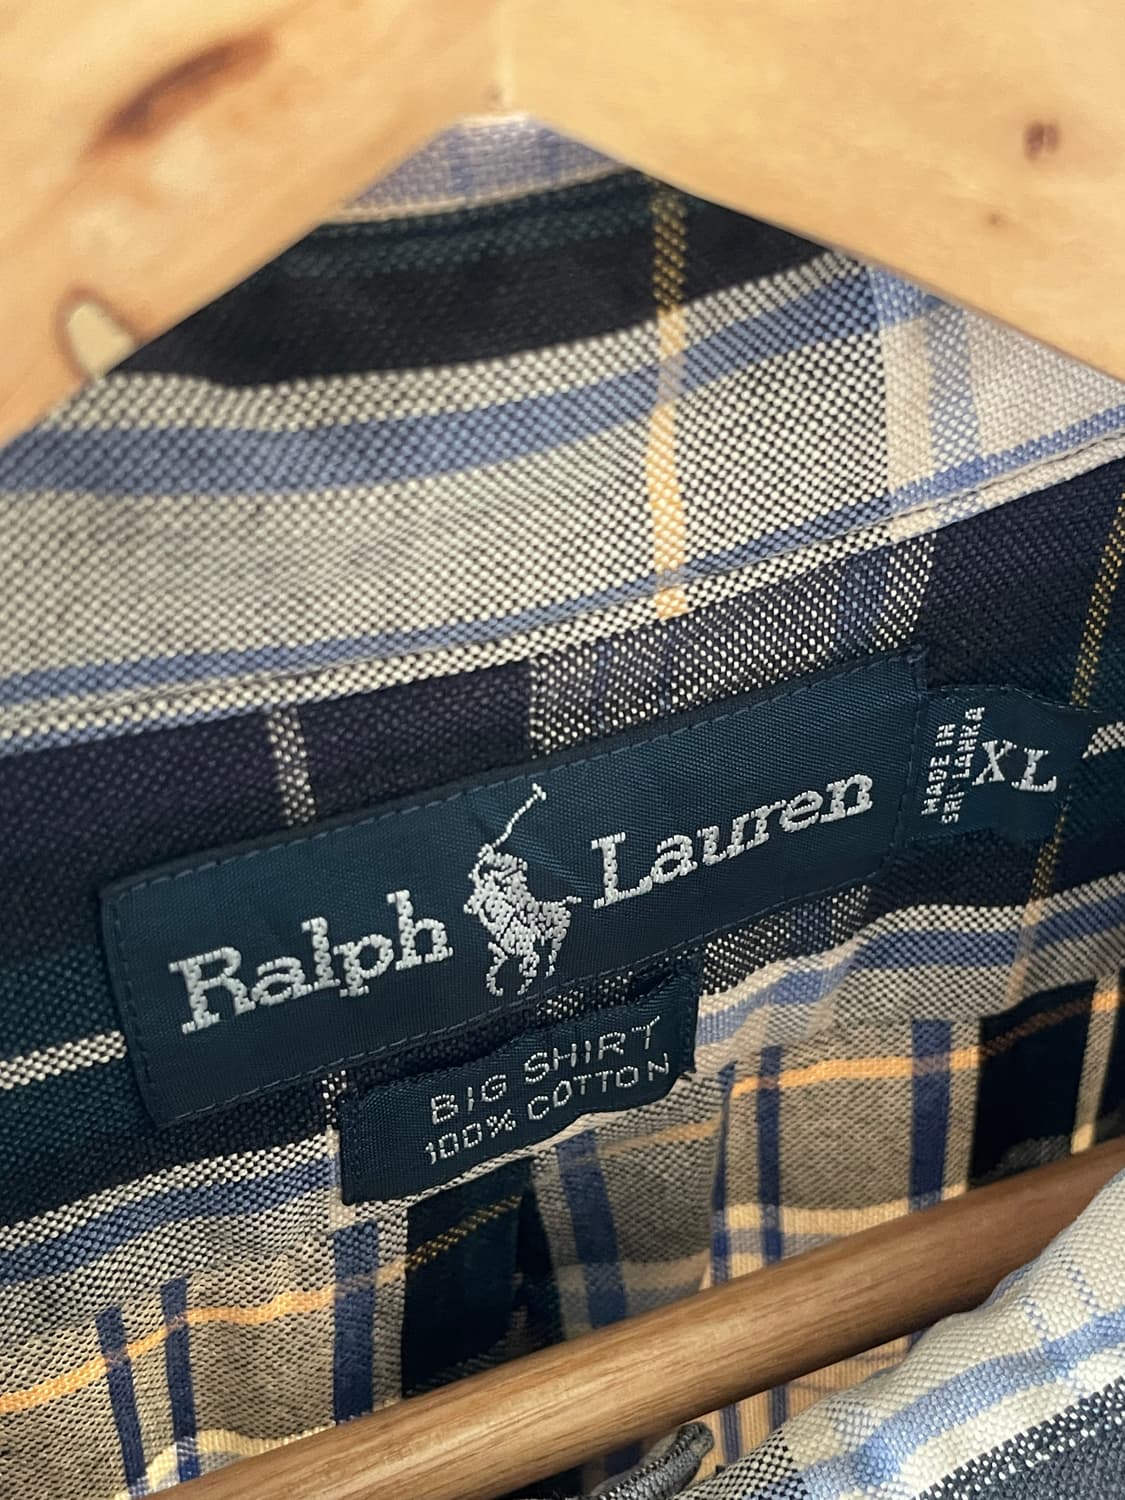 Ralph Lauren
MADE IN
SRI LANKA
XL
BIG SHIRT
100% COTTON